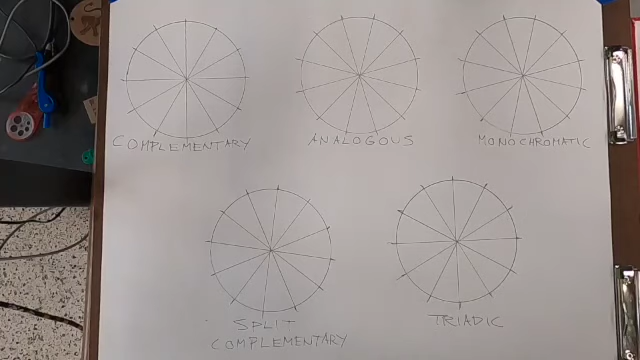 COMPLEMENTARY
ANALOGOUS
MONOCHROMATIC
SPLIT
COMPLEMENTARY
TRIADIC